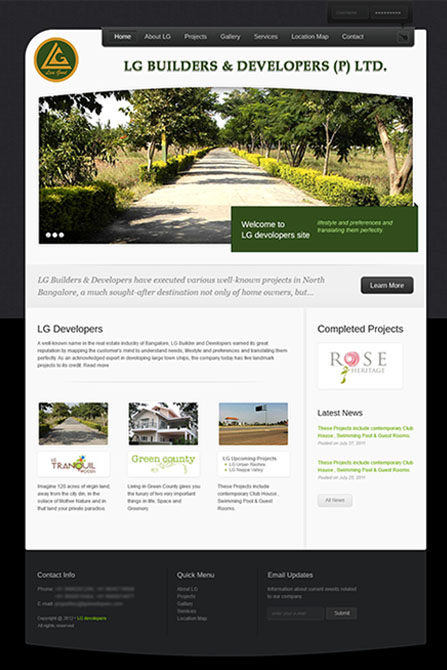 Username
Home About LG Projects Gallery Services Location Map Contact
LG
Live Good
LG BUILDERS & DEVELOPERS (P) LTD.
Welcome to
LG devolopers site
lifestyle and preferences and
translating them perfectly
LG Builders & Developers have executed various well-known projects in North
Bangalore, a much sought-after destination not only of home owners, but...
Learn More
LG Developers
A well-known name in the real estate industry of Bangalore, LG Builder and Developers earned its great
reputation by mapping the customer's mind to understand needs, lifestyle and preferences and translating them
perfectly. As an acknowledged expert in developing large town ships, the company today has five landmark
projects to its credit. Read more
LG
TRANQUIL
WOODS
Imagine 120 acres of virgin land,
away from the city din, in the
solace of Mother Nature and in
that land your private paradise.
Green county
Living in Green County gives you
the luxury of two very important
things in life, Space and
Greenery
LG Upcoming Projects
LG Urban Rachea
LG Neejar Valley
These Projects include
contemporary Club House ,
Swimming Pool & Guest
Rooms.
Completed Projects
ROSE
HERITAGE
Latest News
These Projects include contemporary Club
House , Swimming Pool & Guest Rooms.
Posted on July 27, 2011
These Projects include contemporary Club
House , Swimming Pool & Guest Rooms.
Posted on July 25, 2011
All News
Contact Info
Phone:
E-mail:
Copyright @ 2012 • LG developers
All rights reserved
Quick Menu
About LG
Projects
Gallery
Services
Location Map
Email Updates
Information about current events related
to our company
enter your e-mail
Submit